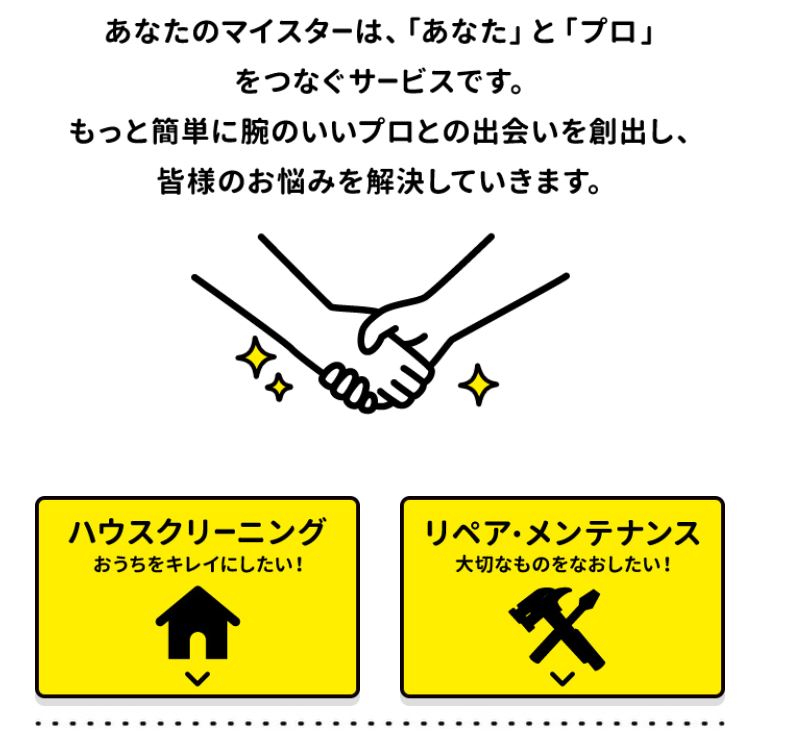 あなたのマイスターは、「あなた」と「プロ」
をつなぐサービスです。
もっと簡単に腕のいいプロとの出会いを創出し、
皆様のお悩みを解決していきます。
ハウスクリーニング
おうちをキレイにしたい！
リペア・メンテナンス
大切なものをなおしたい！